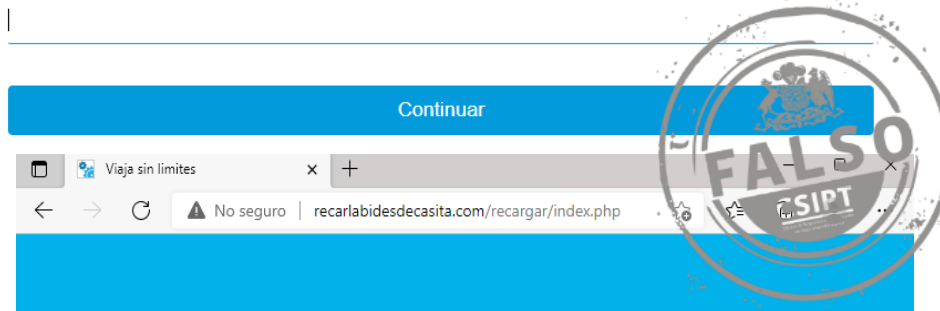 Continuar
Viaja sin limites
No seguro | recarlabidesdecasita.com/recargar/index.php
FALSO
CSIPT